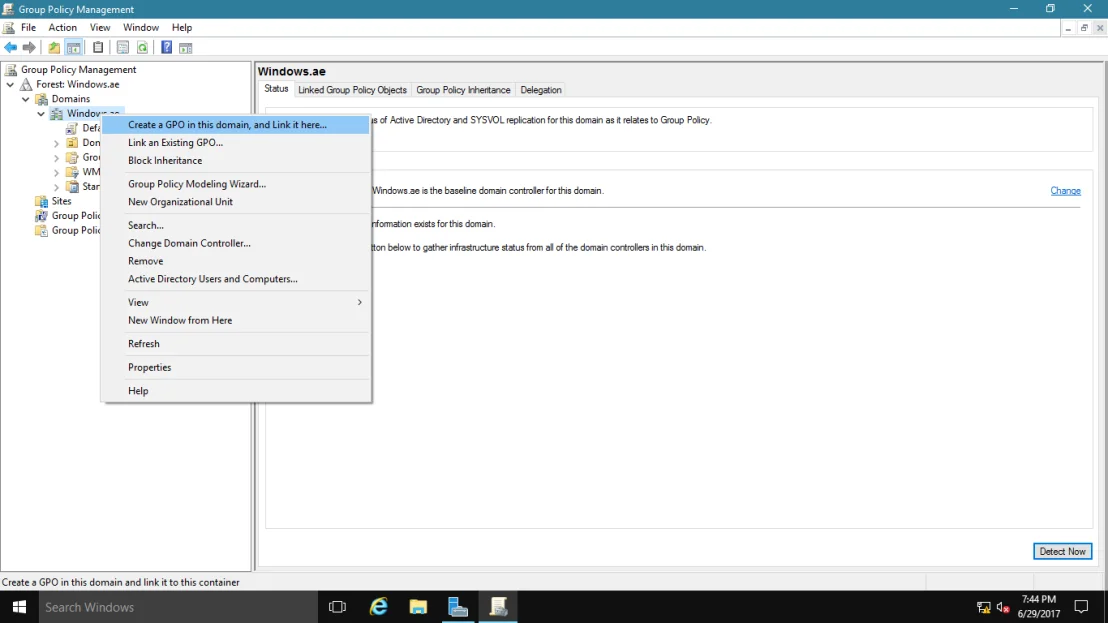 Group Policy Management
File Action View Window Help
Group Policy Management
Forest: Windows.ae
Domains
Windows.ae
Defa
Don
Grou
WM
Star
Sites
Group Polic
Group Polic
Create a GPO in this domain, and Link it here...
Link an Existing GPO...
Block Inheritance
Group Policy Modeling Wizard...
New Organizational Unit
Search...
Change Domain Controller...
Remove
Active Directory Users and Computers...
View
New Window from Here
Refresh
Properties
Help
Windows.ae
Status Linked Group Policy Objects Group Policy Inheritance Delegation
s of Active Directory and SYSVOL replication for this domain as it relates to Group Policy.
Windows.ae is the baseline domain controller for this domain. Change
nformation exists for this domain.
tton below to gather infrastructure status from all of the domain controllers in this domain.
Detect Now
Create a GPO in this domain and link it to this container
Search Windows
7:44 PM
6/29/2017